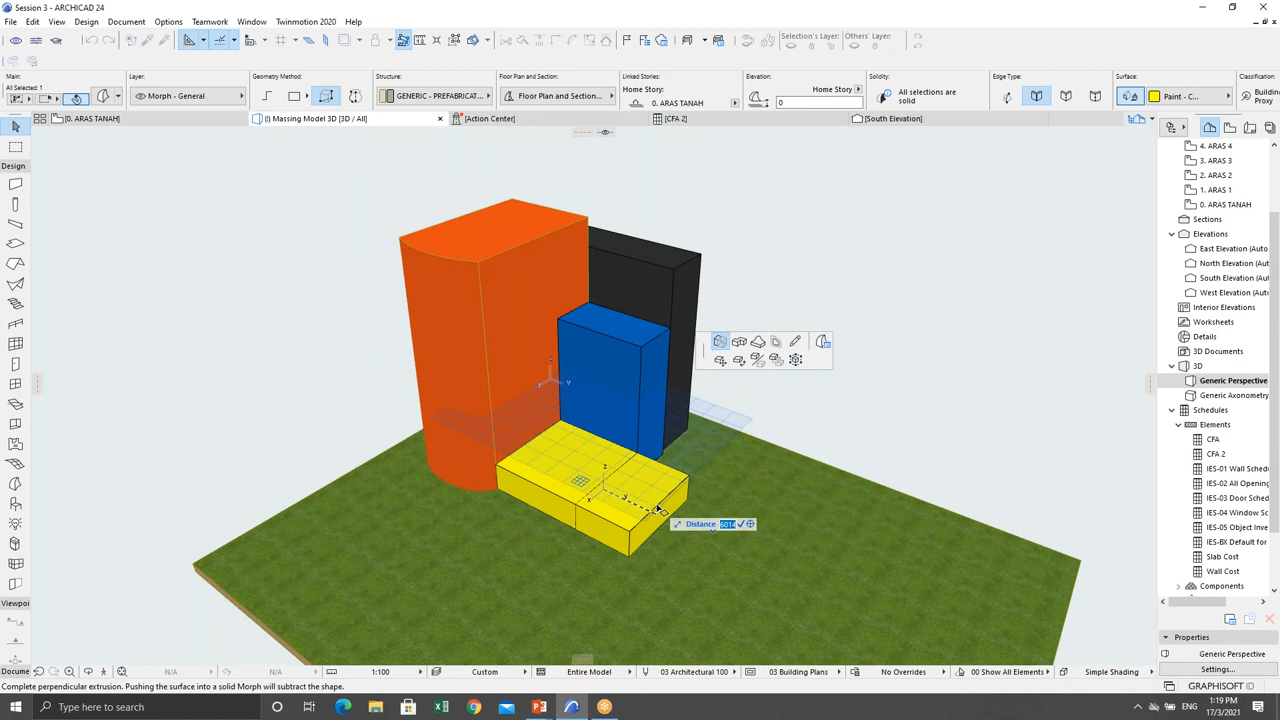 Session 3 - ARCHICAD 24
File Edit View Design Document Options Teamwork Window Twinmotion 2020 Help
Selection's Layer: Others' Layer:
Main: Layer: Geometry Method: Structure: Floor Plan and Section: Linked Stories: Elevation: Solidity: Edge Type: Surface: Classification:
All Selected: 1
Morph - General
GENERIC - PREFABRICAT...
Floor Plan and Section...
Home Story:
0. ARAS TANAH
Home Story
0
All selections are solid
Paint - C...
Building Proxy
[0. ARAS TANAH
(!) Massing Model 3D [3D / All]
[Action Center]
[CFA 2]
[South Elevation]
Design
4. ARAS 4
3. ARAS 3
2. ARAS 2
1. ARAS 1
0. ARAS TANAH
Sections
Elevations
East Elevation (Auto
North Elevation (Aut
South Elevation (Aut
West Elevation (Auto
Interior Elevations
Worksheets
Details
3D Documents
3D
Generic Perspective
Generic Axonometry
Schedules
Elements
CFA
CFA 2
IES-01 Wall Sched
IES-02 All Opening
IES-03 Door Sched
IES-04 Window Sc
IES-05 Object Inve
IES-BX Default for
Slab Cost
Wall Cost
Components
z
y
x
Distance
Viewpoi
Docume
Properties
Generic Perspective
Settings...
N/A N/A 1:100 Custom Entire Model 03 Architectural 100 03 Building Plans No Overrides 00 Show All Elements Simple Shading
Complete perpendicular extrusion. Pushing the surface into a solid Morph will subtract the shape.
GRAPHISOFT ID
Type here to search
1:19 PM
17/3/2021